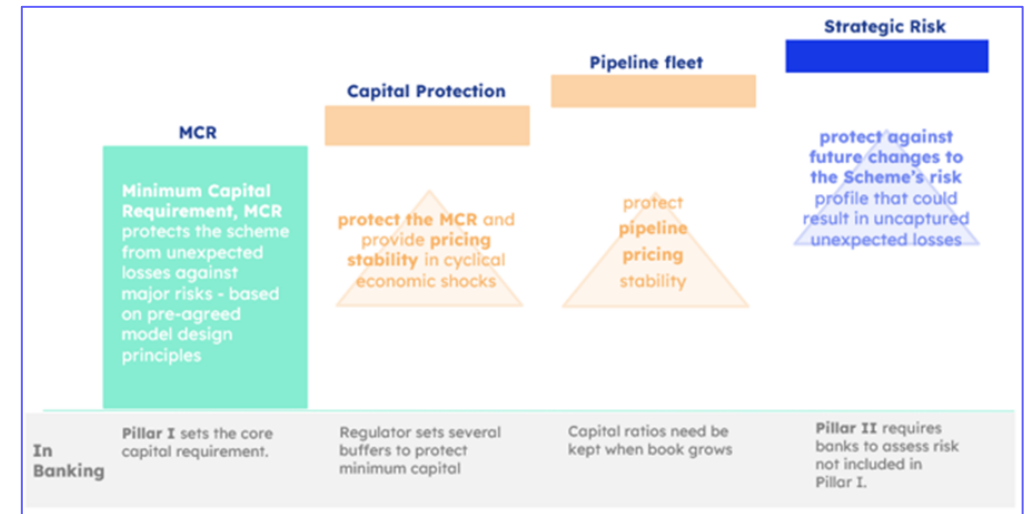 Strategic Risk
Pipeline fleet
Capital Protection
MCR
Minimum Capital
Requirement, MCR
protects the scheme
from unexpected
losses against
major risks - based
on pre-agreed
model design
principles
protect the MCR and
provide pricing
stability in cyclical
economic shocks
protect
pipeline
pricing
stability
protect against
future changes to
the Scheme's risk
profile that could
result in uncaptured
unexpected losses
In
Banking
Pillar I sets the core
capital requirement.
Regulator sets several
buffers to protect
minimum capital
Capital ratios need be
kept when book grows
Pillar II requires
banks to assess risk
not included in
Pillar I.